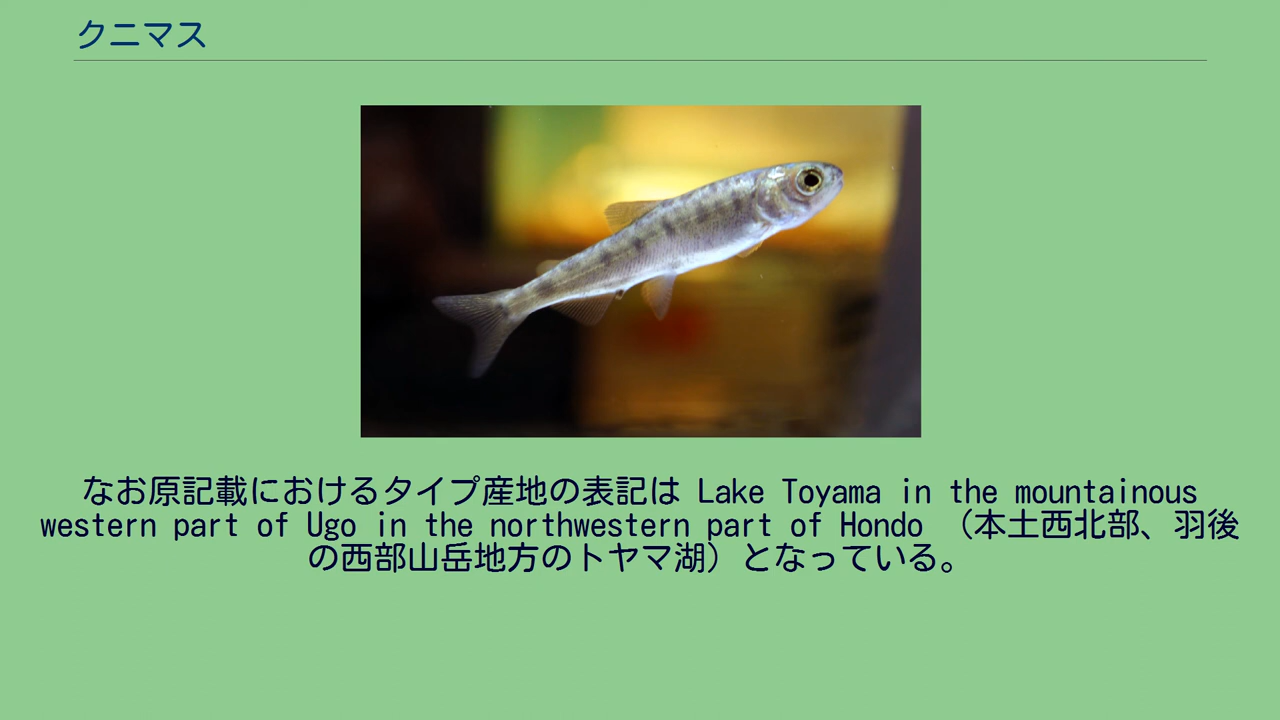 クニマス
なお原記載におけるタイプ産地の表記は Lake Toyama in the mountainous
western part of Ugo in the northwestern part of Hondo （本土西北部、羽後
の西部山岳地方のトヤマ湖）となっている。